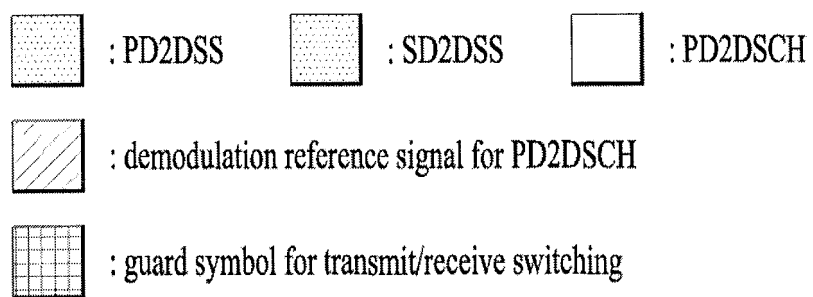 : PD2DSS : SD2DSS : PD2DSCH
: demodulation reference signal for PD2DSCH
: guard symbol for transmit/receive switching